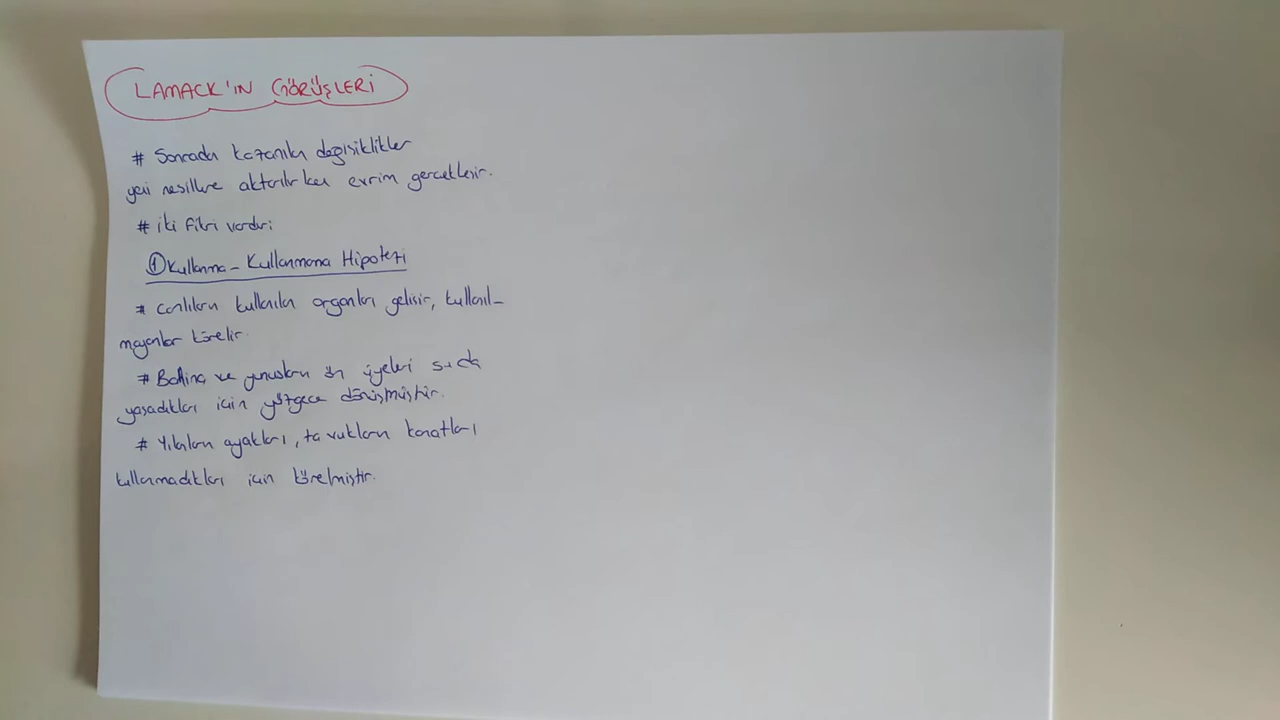 LAMACK'IN GÖRÜŞLERİ
# Sonradan kazanılan değişiklikler
yeni nesillere aktarılırken evrim gerçekleşir.
# iki fikri vardır:
① Kullanma - Kullanmama Hipotezi
# canlıların kullanılan organları gelişir, kullanıl-
mayanlar körelir.
# Balina ve yunusların ön üyeleri suda
yaşadıkları için yüzgece dönüşmüştür.
# Yılanların ayakları, tavukların kanatları
kullanmadıkları için körelmiştir.